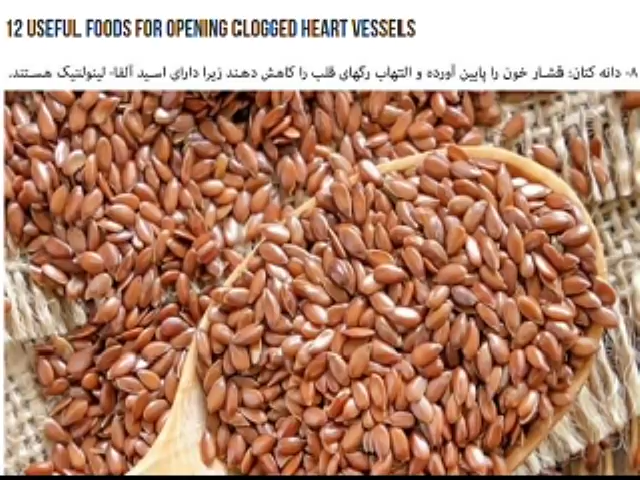 12 USEFUL FOODS FOR OPENING CLOGGED HEART VESSELS
۸- دانه کتان: فشار خون را پایین آورده و التهاب رگهای قلب را کاهش دهند زیرا دارای اسید آلفا- لینولنیک هستند.